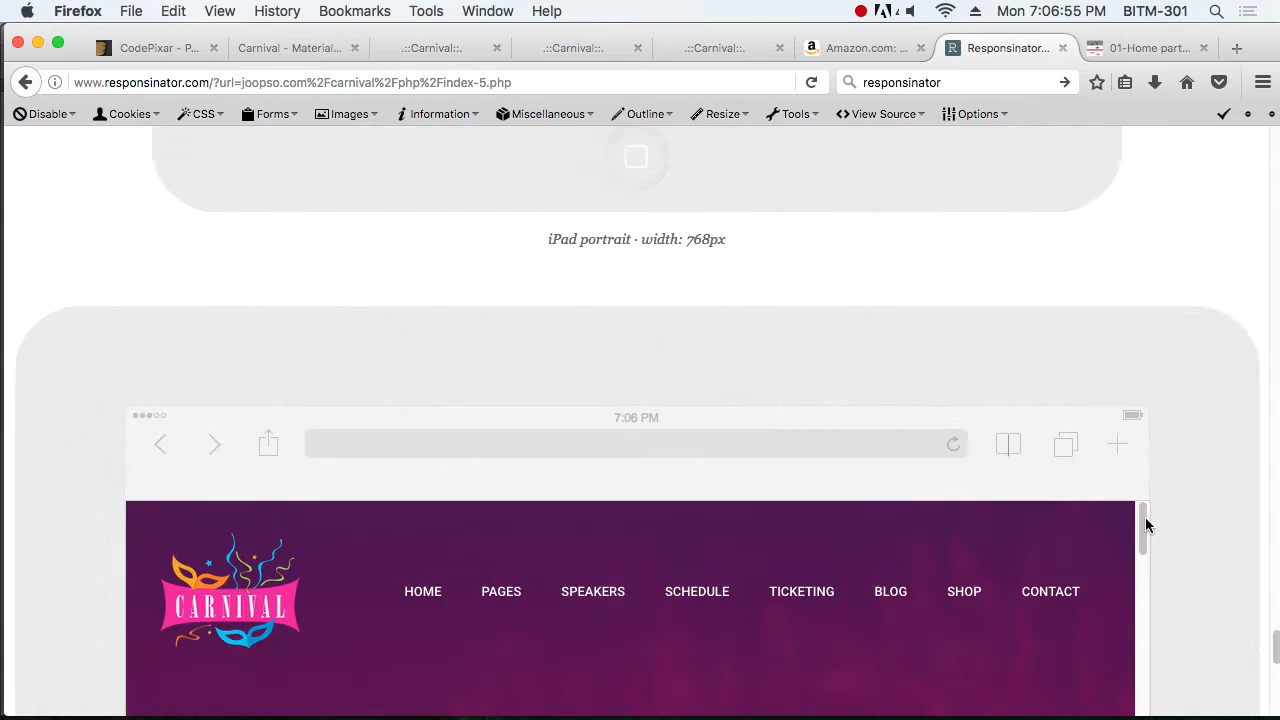 Firefox File Edit View History Bookmarks Tools Window Help Mon 7:06:55 PM BITM-301
CodePixar - P... Carnival - Material... .::Carnival:. .::Carnival:. .::Carnival:. Amazon.com: ... Responsinator... 01-Home part...
www.responsinator.com/?url=joopso.com%2Fcarnival%2Fphp%2Findex-5.php responsinator
Disable Cookies CSS Forms Images Information Miscellaneous Outline Resize Tools View Source Options
iPad portrait · width: 768px
7:06 PM
CARNIVAL HOME PAGES SPEAKERS SCHEDULE TICKETING BLOG SHOP CONTACT